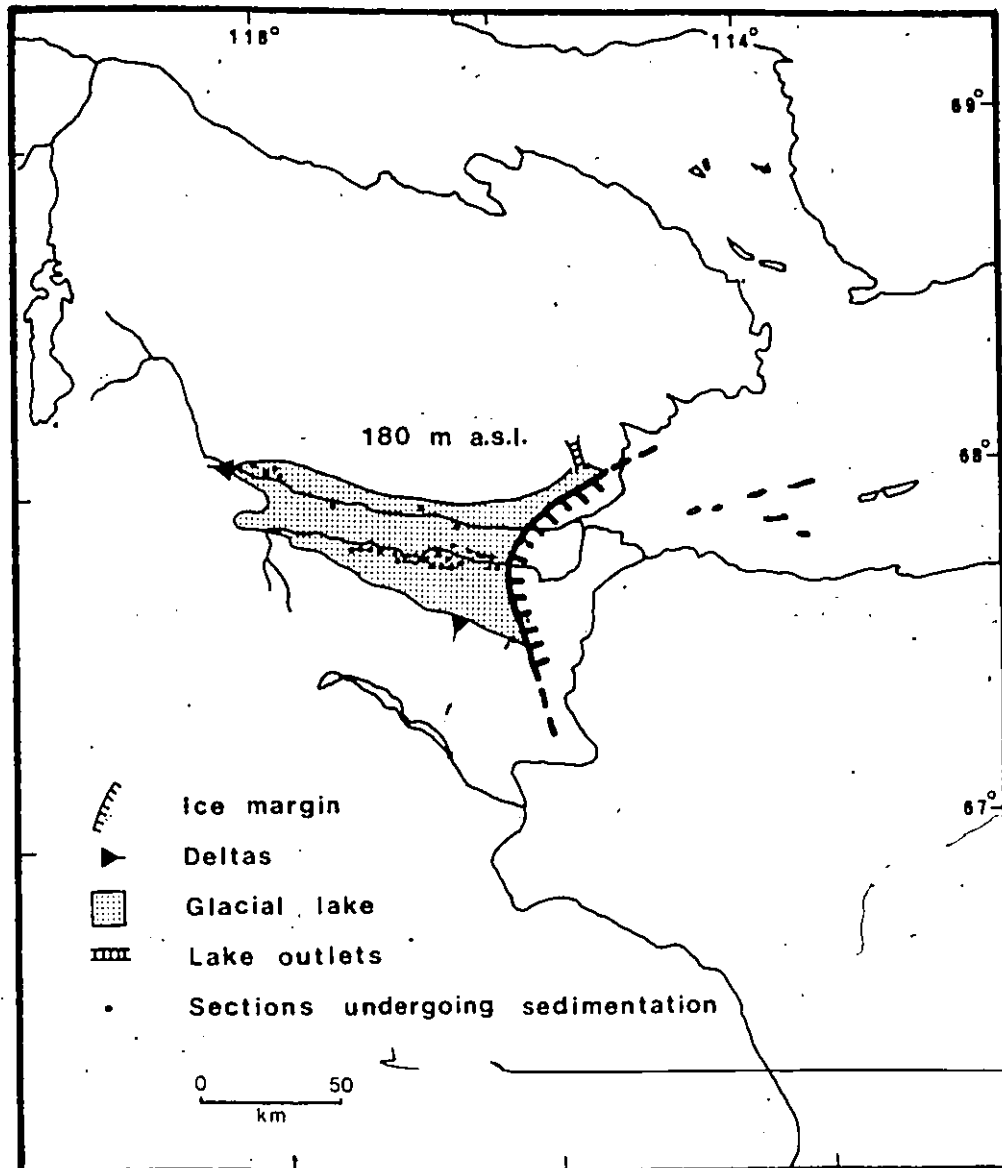 118° 114°
69°
180 m a.s.l.
68°
67°
Ice margin
Deltas
Glacial lake
Lake outlets
Sections undergoing sedimentation
0 50
km